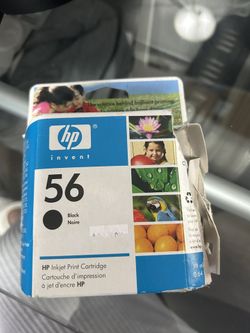 hp
invent
56
Black
Noire
HP Inkjet Print Cartridge
Cartouche d'impression
à jet d'encre HP